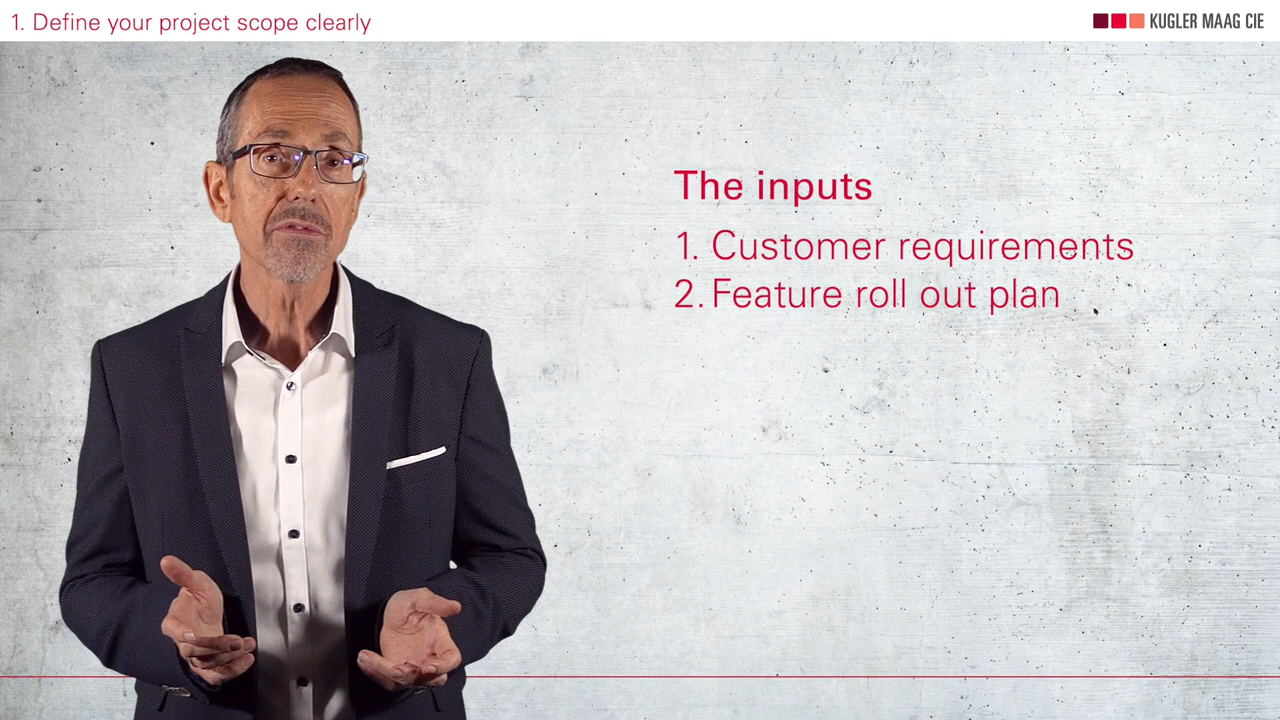 1. Define your project scope clearly
KUGLER MAAG CIE
The inputs
1. Customer requirements
2. Feature roll out plan